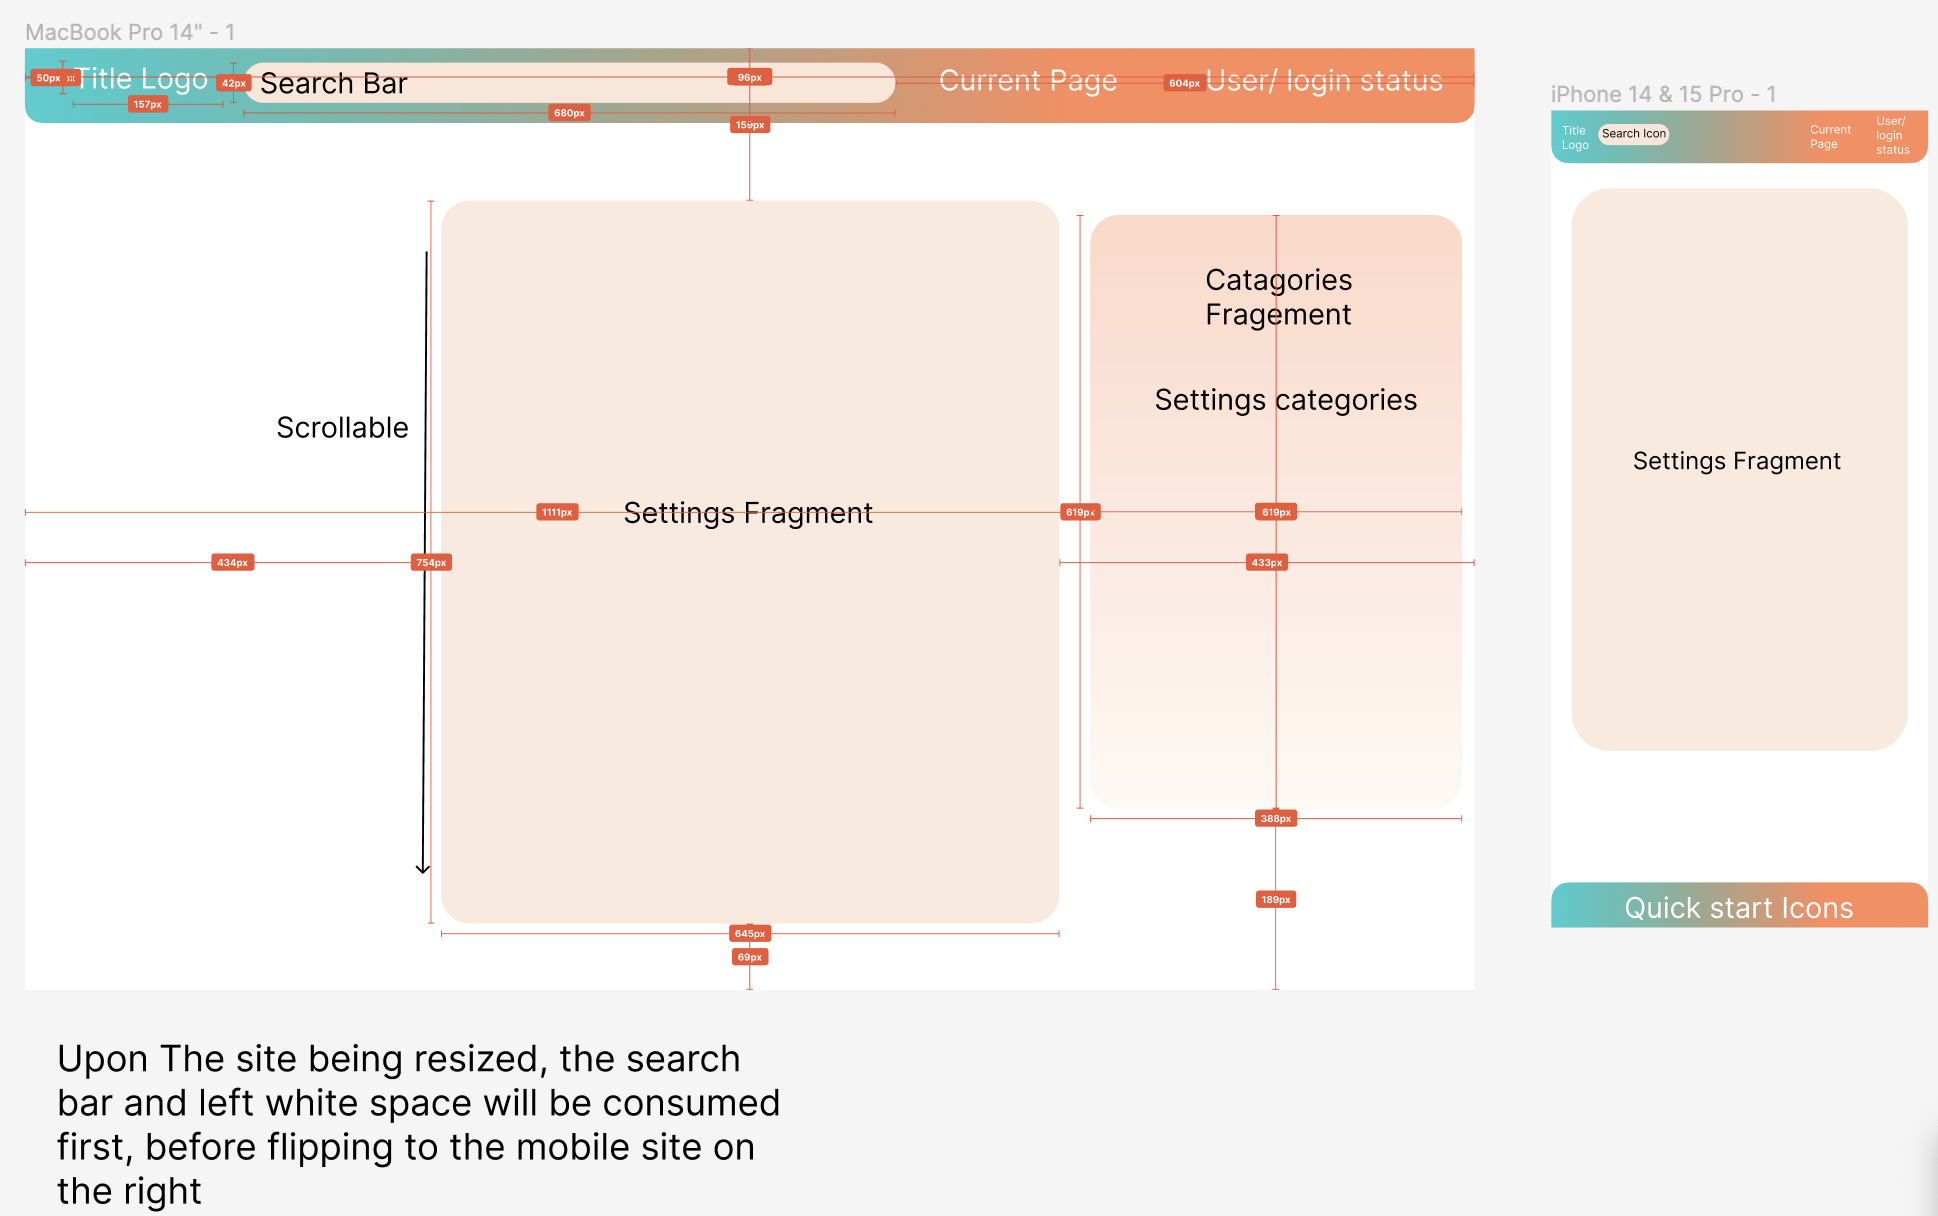 MacBook Pro 14" - 1
50px
Title Logo
42px
Search Bar
96px
Current Page
604px
User/ login status
157px
680px
159px
Catagories
Fragement
Settings categories
Scrollable
1111px
Settings Fragment
619px
619px
434px
754px
433px
388px
189px
645px
69px
iPhone 14 & 15 Pro - 1
Title
Logo
Search Icon
Current
Page
User/
login
status
Settings Fragment
Quick start Icons
Upon The site being resized, the search
bar and left white space will be consumed
first, before flipping to the mobile site on
the right